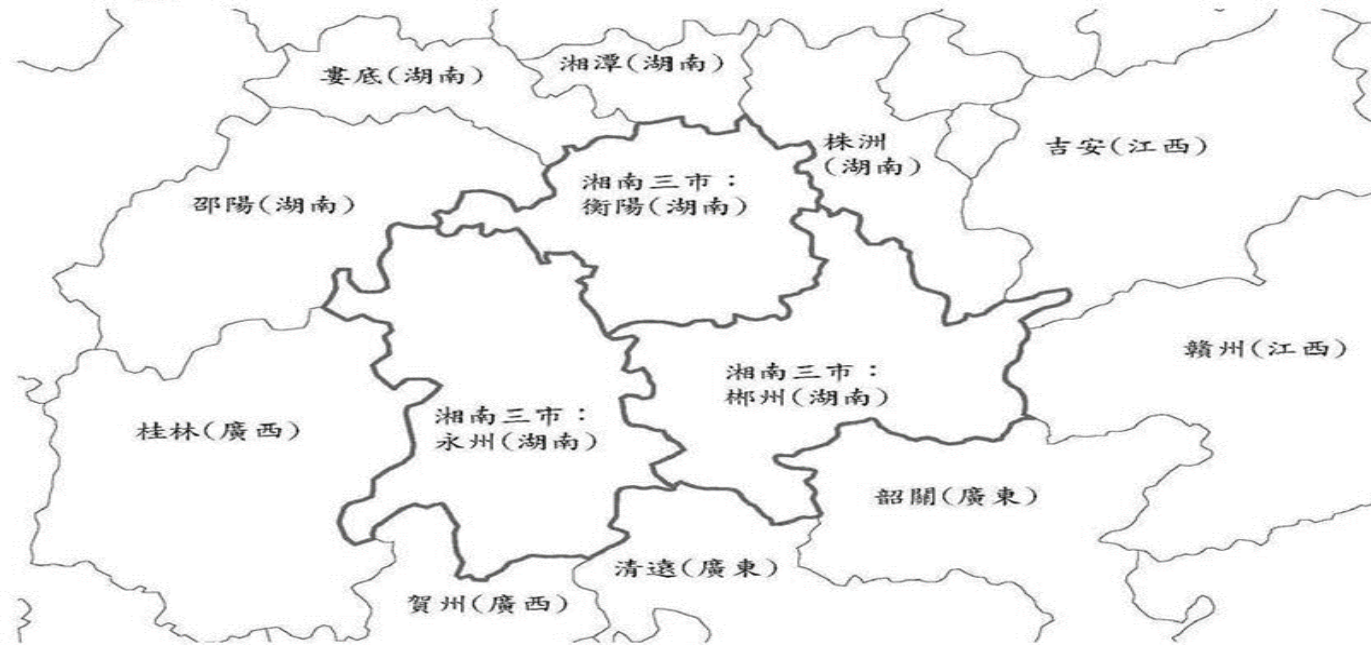 婁底(湖南)
湘潭(湖南)
株洲
(湖南)
吉安(江西)
邵陽(湖南)
湘南三市：
衡陽(湖南)
贛州(江西)
湘南三市：
郴州(湖南)
桂林(廣西)
湘南三市：
永州(湖南)
韶關(廣東)
清遠(廣東)
賀州(廣西)